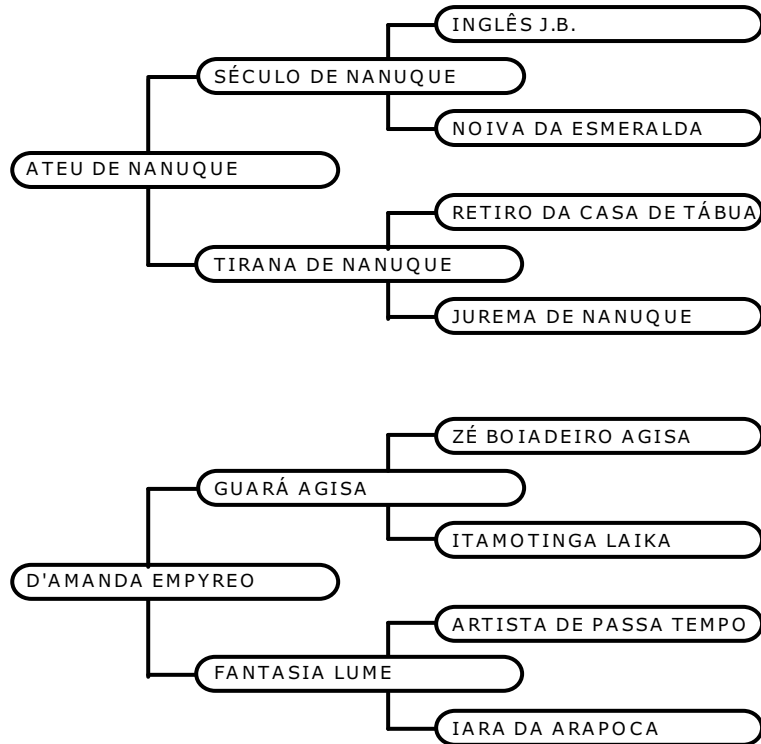 INGLÊS J.B.
SÉCULO DE NANUQUE
NOIVA DA ESMERALDA
ATEU DE NANUQUE
RETIRO DA CASA DE TÁBUA
TIRANA DE NANUQUE
JUREMA DE NANUQUE
ZÉ BOIADEIRO AGISA
GUARÁ AGISA
ITAMOTINGA LAIKA
D'AMANDA EMPYREO
ARTISTA DE PASSA TEMPO
FANTASIA LUME
IARA DA ARAPOCA